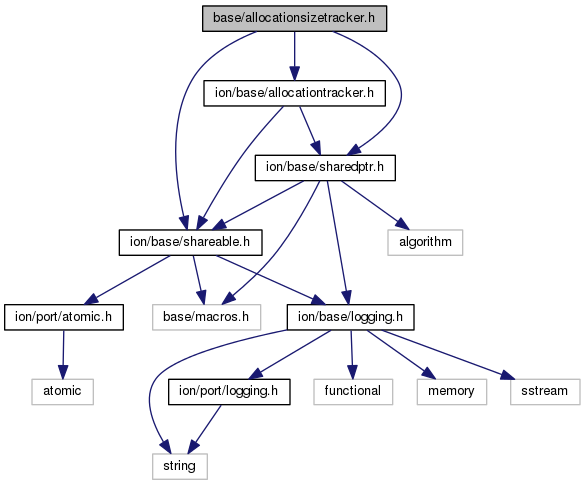 base/allocationsizetracker.h
ion/base/allocationtracker.h
ion/base/sharedptr.h
ion/base/shareable.h
algorithm
ion/port/atomic.h
base/macros.h
ion/base/logging.h
atomic
ion/port/logging.h
functional
memory
sstream
string